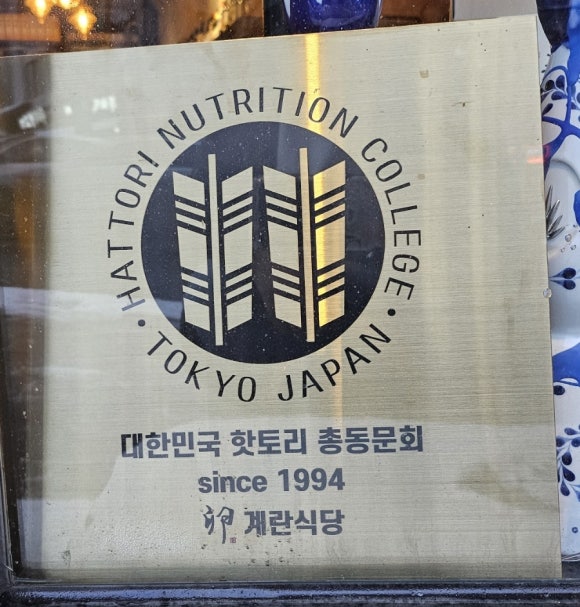 HATTORI NUTRITION COLLEGE
• TOKYO JAPAN •
대한민국 핫토리 총동문회
since 1994
卵 계란식당